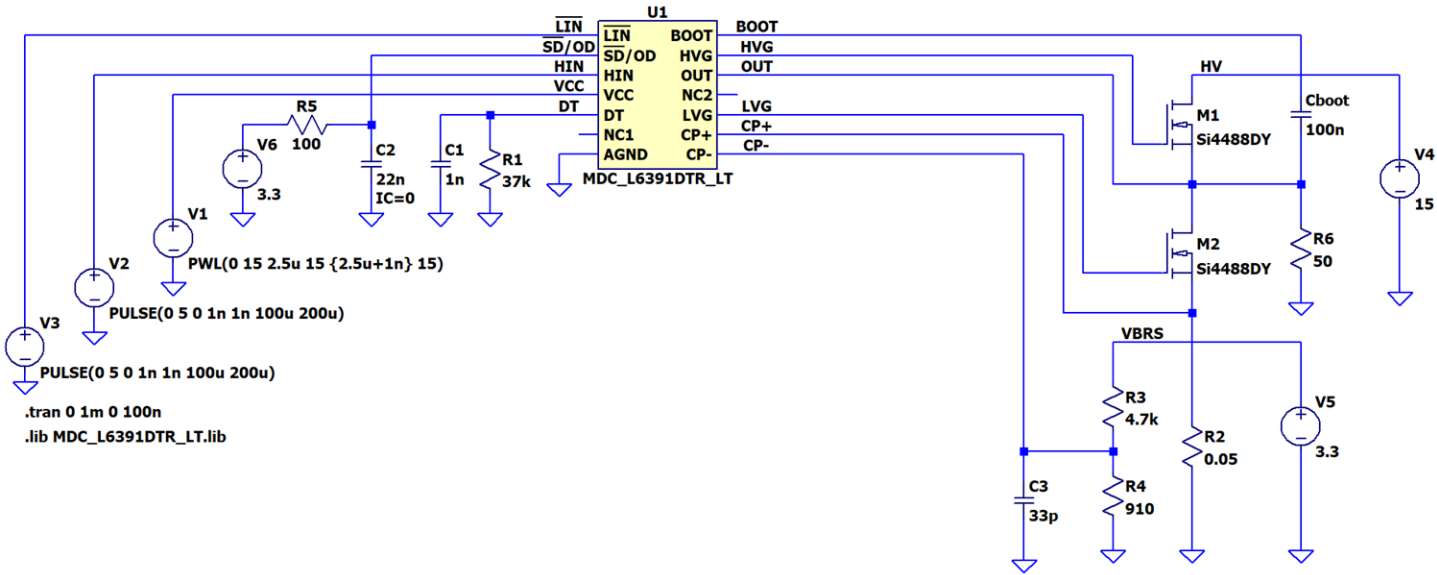 U1
LIN
SD/OD
HIN
VCC
DT
LIN
SD/OD
HIN
VCC
DT
NC1
AGND
BOOT
HVG
OUT
NC2
LVG
CP+
CP-
BOOT
HVG
OUT
LVG
CP+
CP-
MDC_L6391DTR_LT
R5
100
V6
3.3
C2
22n
IC=0
C1
1n
R1
37k
V1
PWL(0 15 2.5u 15 {2.5u+1n} 15)
V2
PULSE(0 5 0 1n 1n 100u 200u)
V3
PULSE(0 5 0 1n 1n 100u 200u)
.tran 0 1m 0 100n
.lib MDC_L6391DTR_LT.lib
HV
M1
Si4488DY
Cboot
100n
V4
15
M2
Si4488DY
R6
50
VBRS
R3
4.7k
R2
0.05
V5
3.3
C3
33p
R4
910